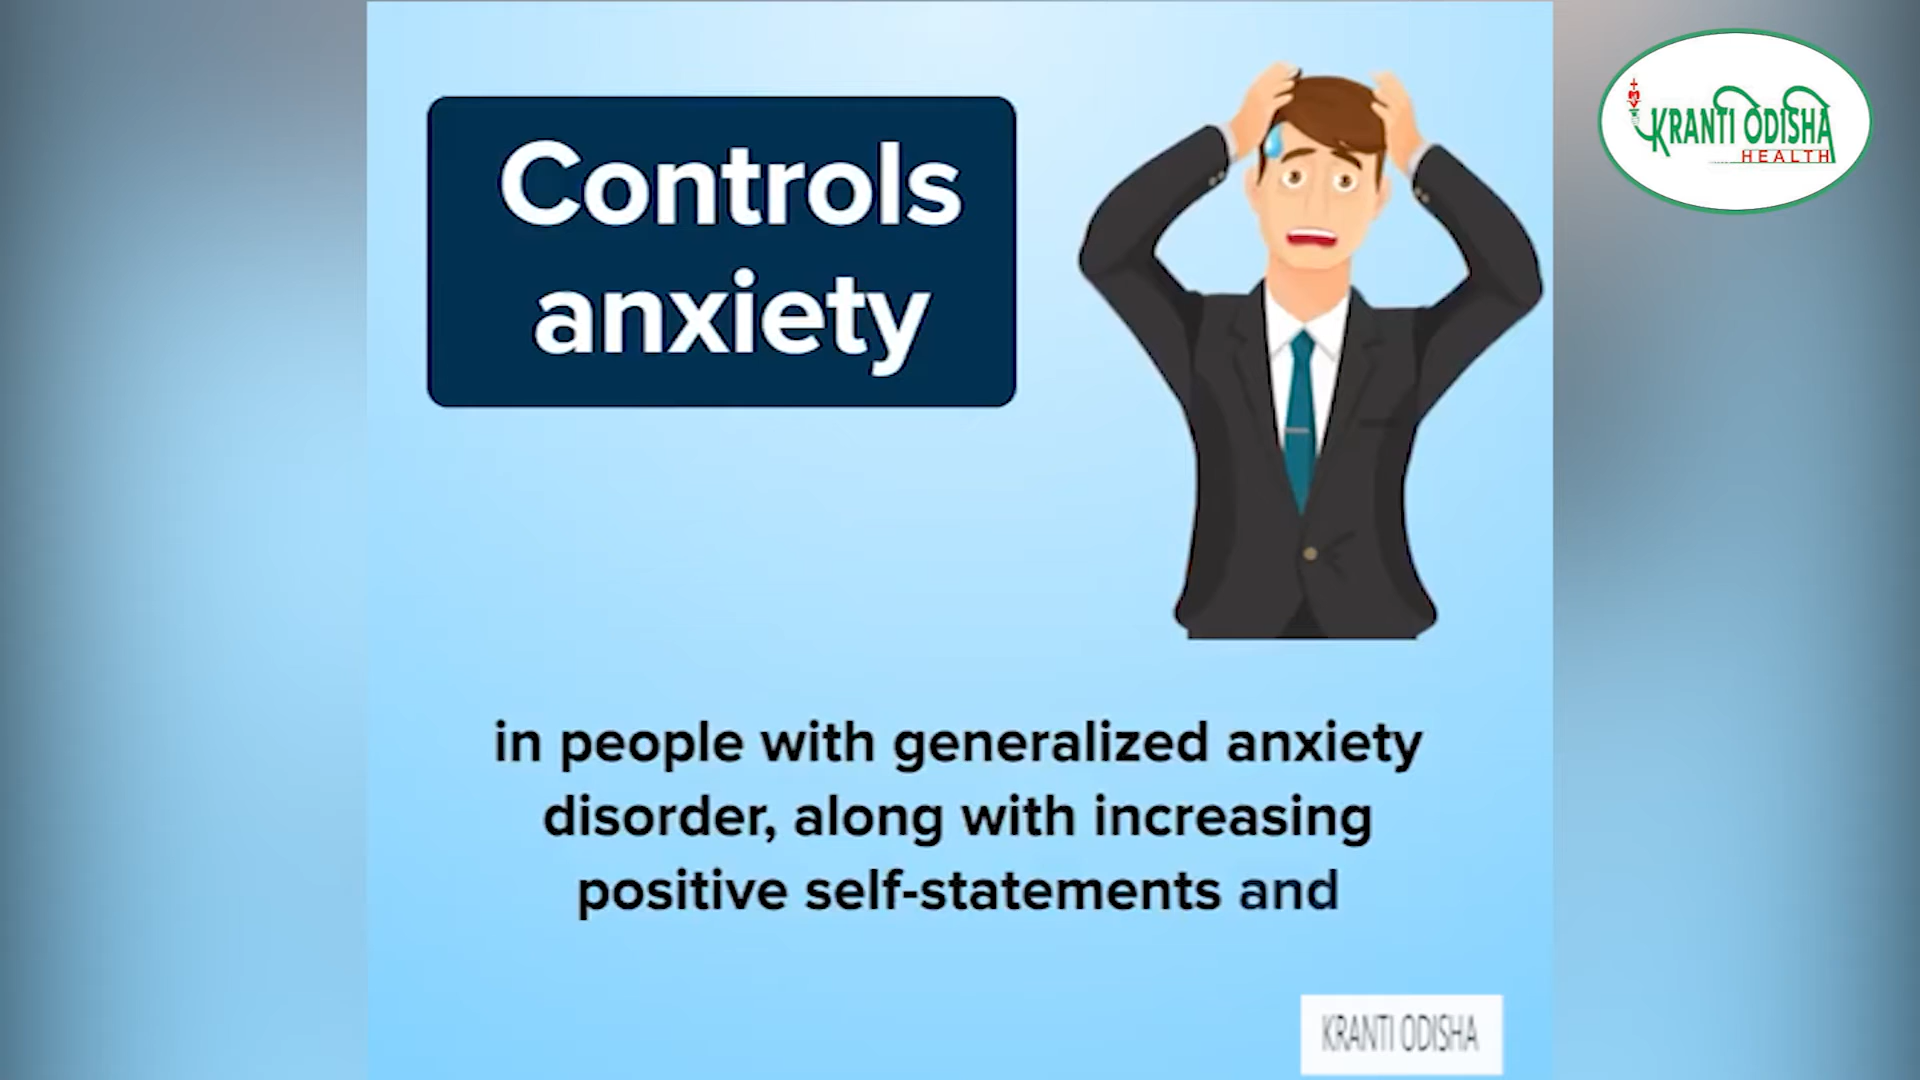 Controls
anxiety
KRANTI ODISHA
HEALTH
in people with generalized anxiety
disorder, along with increasing
positive self-statements and
KRANTI ODISHA